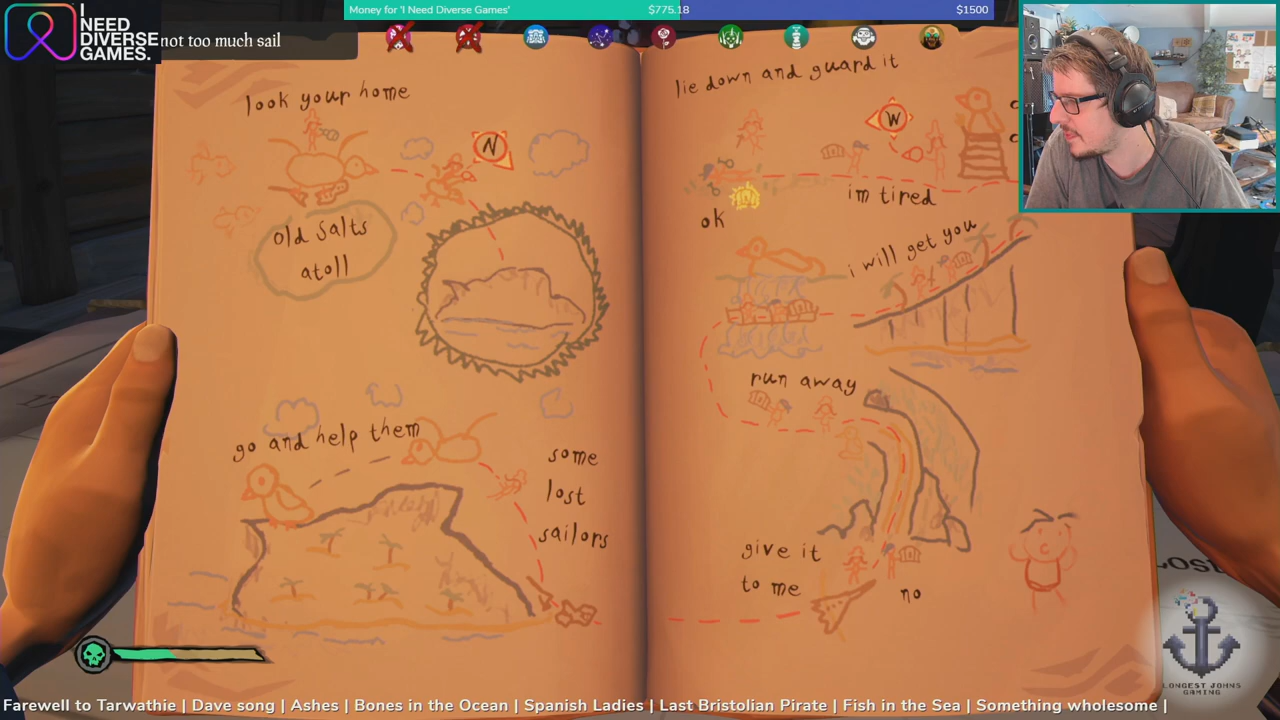 I
NEED
DIVERSE
GAMES.
Money for 'I Need Diverse Games'
$775.18
$1500
not too much sail
look your home
N
old Salts
atoll
go and help them
some
lost
sailors
lie down and guard it
W
im tired
ok
i will get you
run away
give it
to me
no
LONGEST JOHNS
GAMING
Farewell to Tarwathie | Dave song | Ashes | Bones in the Ocean | Spanish Ladies | Last Bristolian Pirate | Fish in the Sea | Something wholesome |